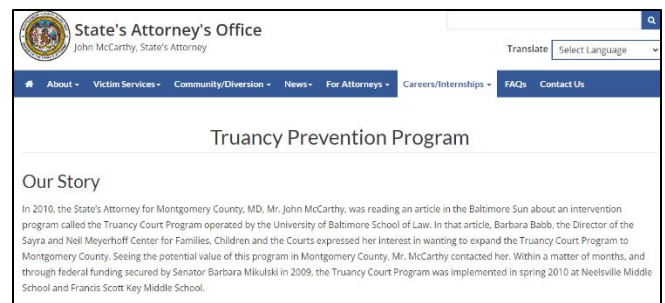 State's Attorney's Office
John McCarthy, State's Attorney
Translate Select Language
About Victim Services Community/Diversion News For Attorneys Careers/Internships FAQs Contact Us
Truancy Prevention Program
Our Story
In 2010, the State's Attorney for Montgomery County, MD, Mr. John McCarthy, was reading an article in the Baltimore Sun about an intervention
program called the Truancy Court Program operated by the University of Baltimore School of Law. In that article, Barbara Babb, the Director of the
Sayra and Neil Meyerhoff Center for Families, Children and the Courts expressed her interest in wanting to expand the Truancy Court Program to
Montgomery County. Seeing the potential value of this program in Montgomery County, Mr. McCarthy contacted her. Within a matter of months, and
through federal funding secured by Senator Barbara Mikulski in 2009, the Truancy Court Program was implemented in spring 2010 at Neelsville Middle
School and Francis Scott Key Middle School.